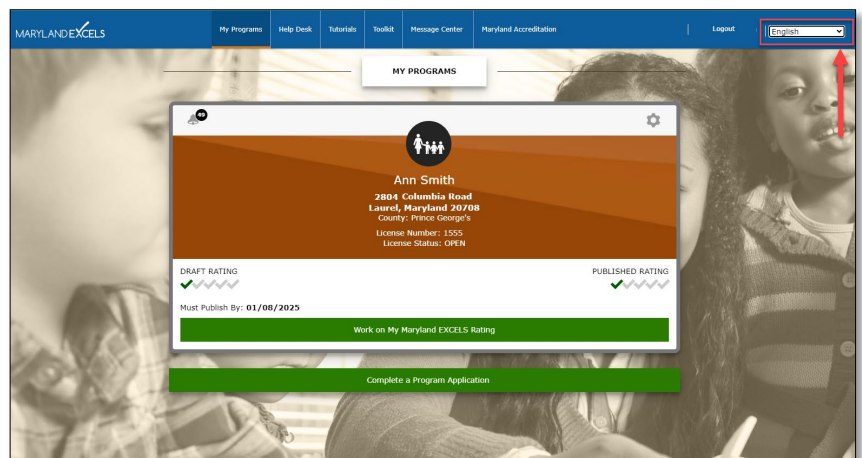 MARYLAND EXCELS
My Programs
Help Desk
Tutorials
Toolkit
Message Center
Maryland Accreditation
Logout
English
MY PROGRAMS
49
Ann Smith
2804 Columbia Road
Laurel, Maryland 20708
County: Prince George's
License Number: 1555
License Status: OPEN
DRAFT RATING
PUBLISHED RATING
Must Publish By: 01/08/2025
Work on My Maryland EXCELS Rating
Complete a Program Application